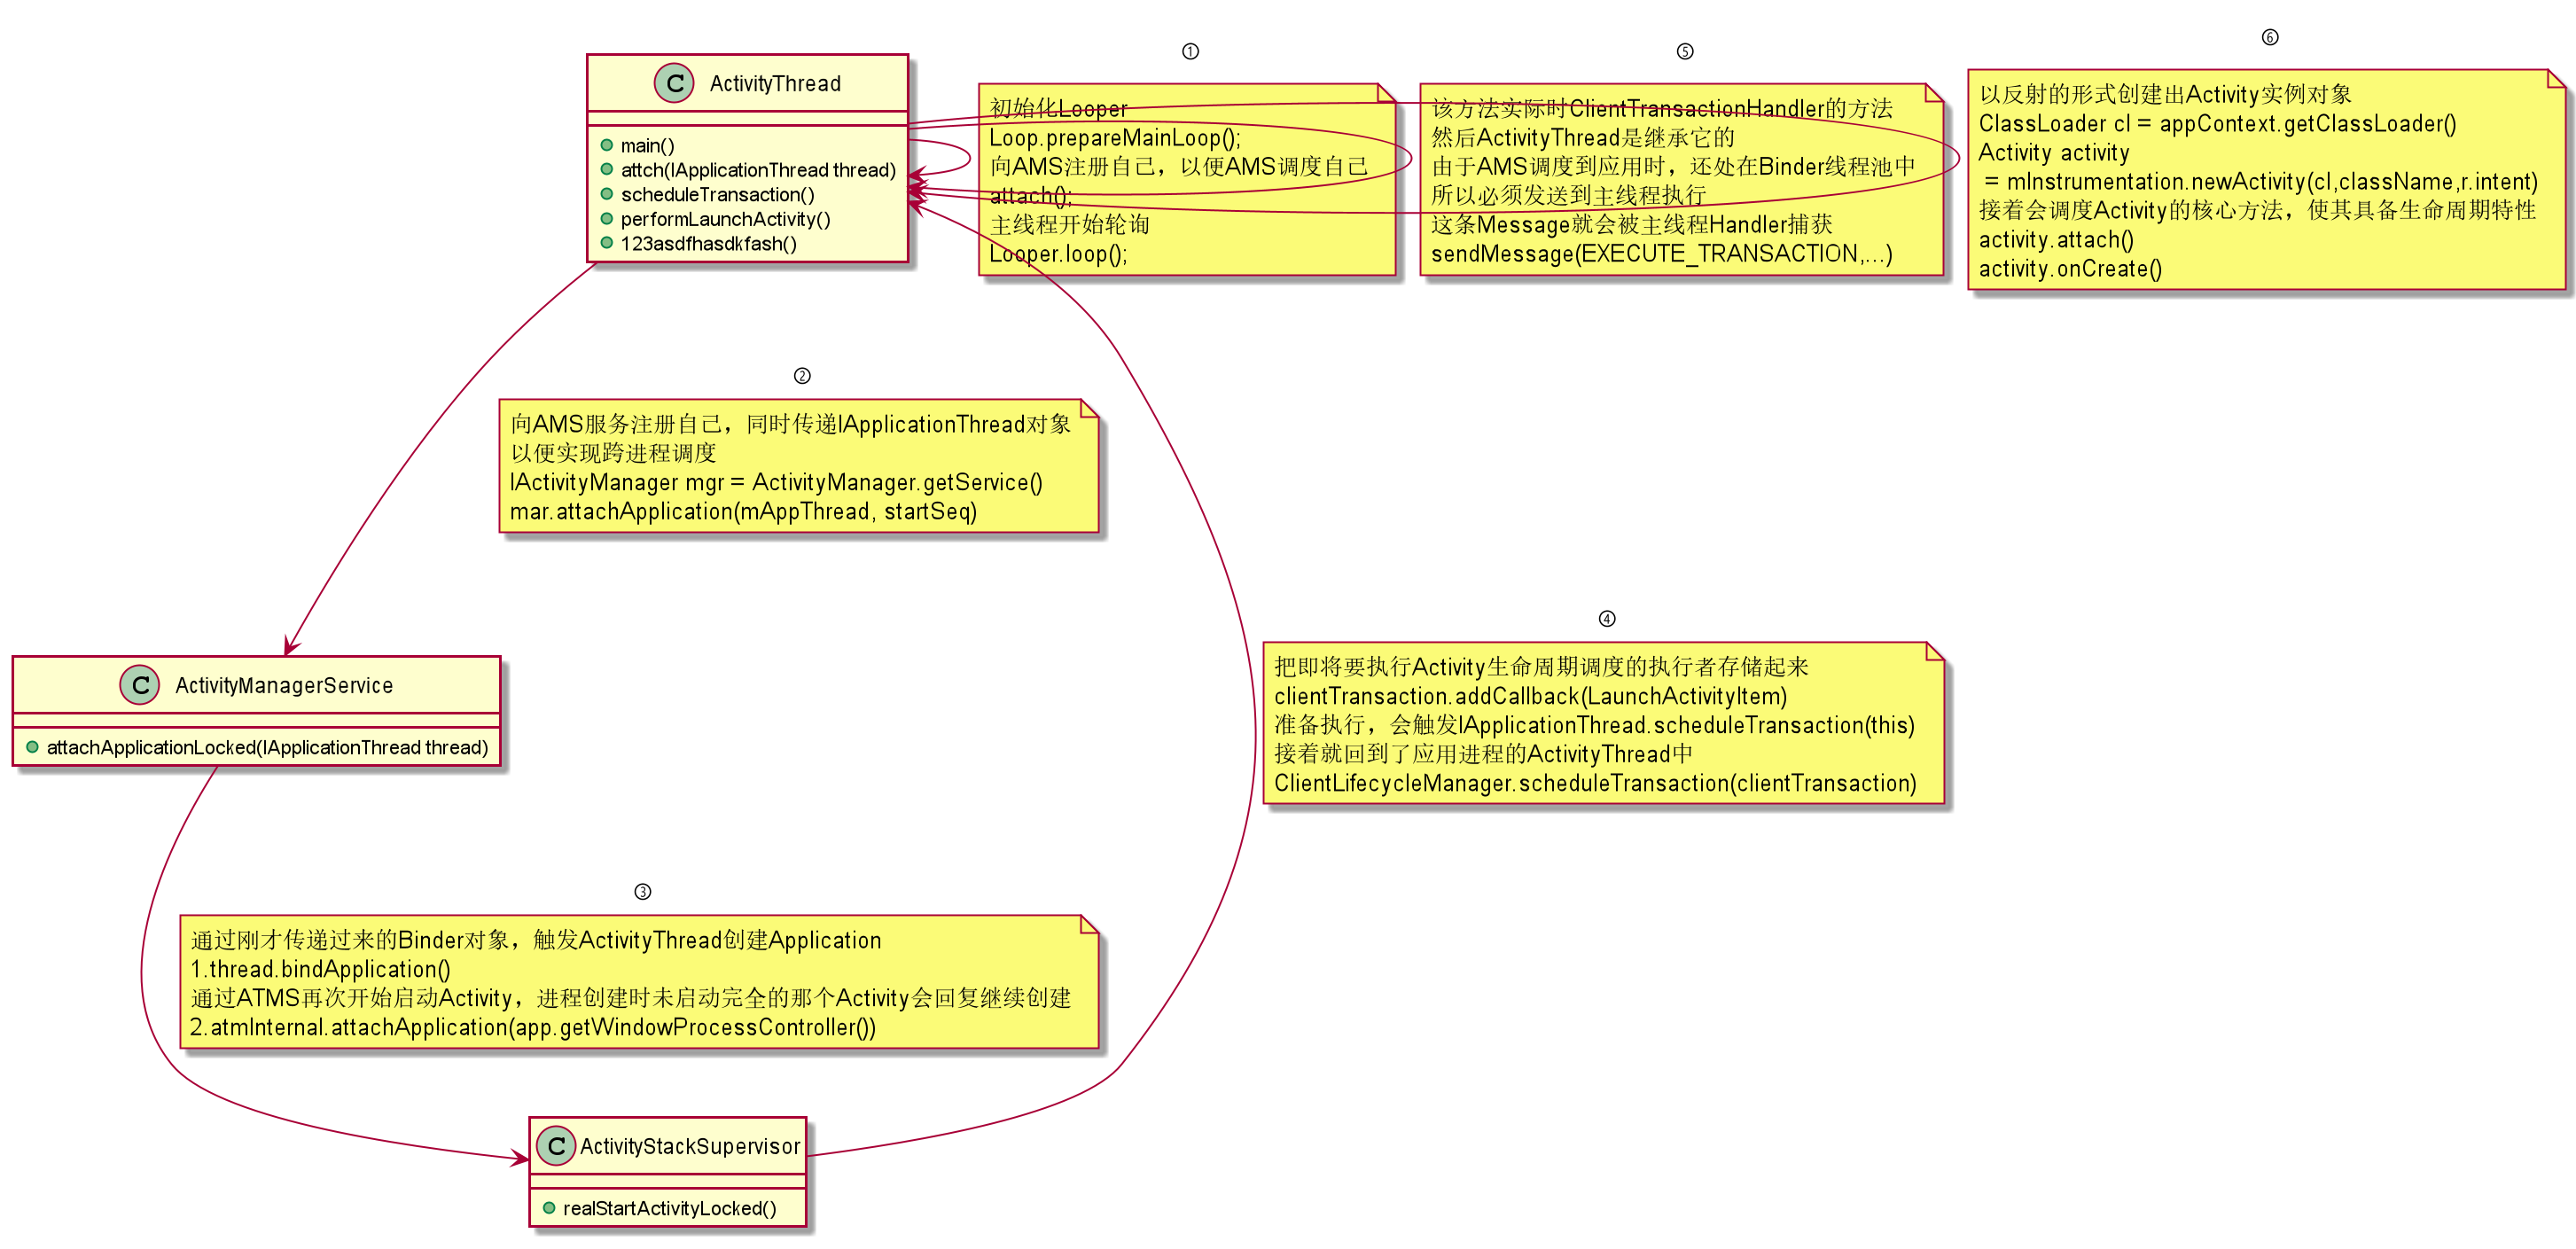 ActivityThread
main()
attch(IApplicationThread thread)
scheduleTransaction()
performLaunchActivity()
123asdfhasdkfash()
①
初始化Looper
Loop.prepareMainLoop();
向AMS注册自己，以便AMS调度自己
attach();
主线程开始轮询
Looper.loop();
⑤
该方法实际时ClientTransactionHandler的方法
然后ActivityThread是继承它的
由于AMS调度到应用时，还处在Binder线程池中
所以必须发送到主线程执行
这条Message就会被主线程Handler捕获
sendMessage(EXECUTE_TRANSACTION,...)
⑥
以反射的形式创建出Activity实例对象
ClassLoader cl = appContext.getClassLoader()
Activity activity
= mInstrumentation.newActivity(cl,className,r.intent)
接着会调度Activity的核心方法，使其具备生命周期特性
activity.attach()
activity.onCreate()
②
向AMS服务注册自己，同时传递IApplicationThread对象
以便实现跨进程调度
IActivityManager mgr = ActivityManager.getService()
mar.attachApplication(mAppThread, startSeq)
④
把即将要执行Activity生命周期调度的执行者存储起来
clientTransaction.addCallback(LaunchActivityItem)
准备执行，会触发IApplicationThread.scheduleTransaction(this)
接着就回到了应用进程的ActivityThread中
ClientLifecycleManager.scheduleTransaction(clientTransaction)
ActivityManagerService
attachApplicationLocked(IApplicationThread thread)
③
通过刚才传递过来的Binder对象，触发ActivityThread创建Application
1.thread.bindApplication()
通过ATMS再次开始启动Activity，进程创建时未启动完全的那个Activity会回复继续创建
2.atmInternal.attachApplication(app.getWindowProcessController())
ActivityStackSupervisor
realStartActivityLocked()